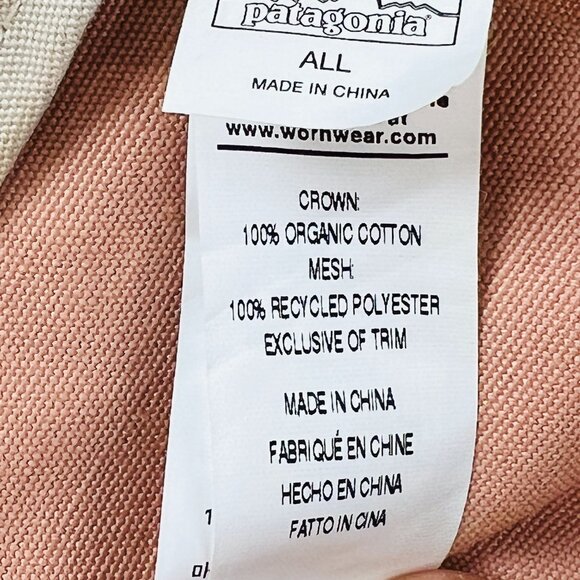 patagonia®
ALL
MADE IN CHINA
www.wornwear.com
CROWN:
100% ORGANIC COTTON
MESH:
100% RECYCLED POLYESTER
EXCLUSIVE OF TRIM
MADE IN CHINA
FABRIQUÉ EN CHINE
HECHO EN CHINA
FATTO IN CINA